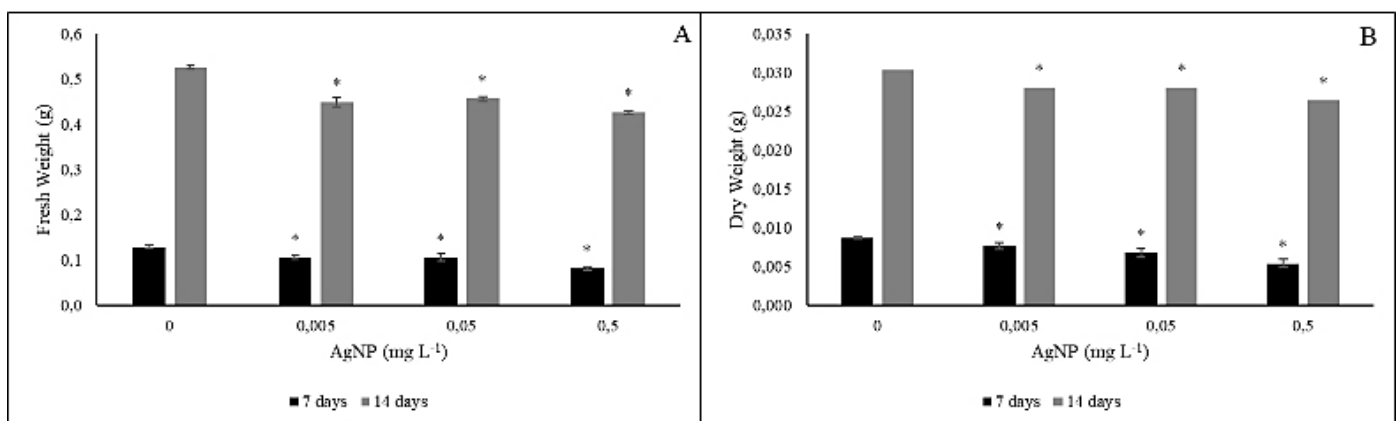 A
Fresh Weight (g)
0,6
0,5
0,4
0,3
0,2
0,1
0,0
* * *
* * *
0 0,005 0,05 0,5
AgNP (mg L-1)
7 days 14 days
B
Dry Weight (g)
0,035
0,030
0,025
0,020
0,015
0,010
0,005
0,000
* * *
* * *
0 0,005 0,05 0,5
AgNP (mg L-1)
7 days 14 days